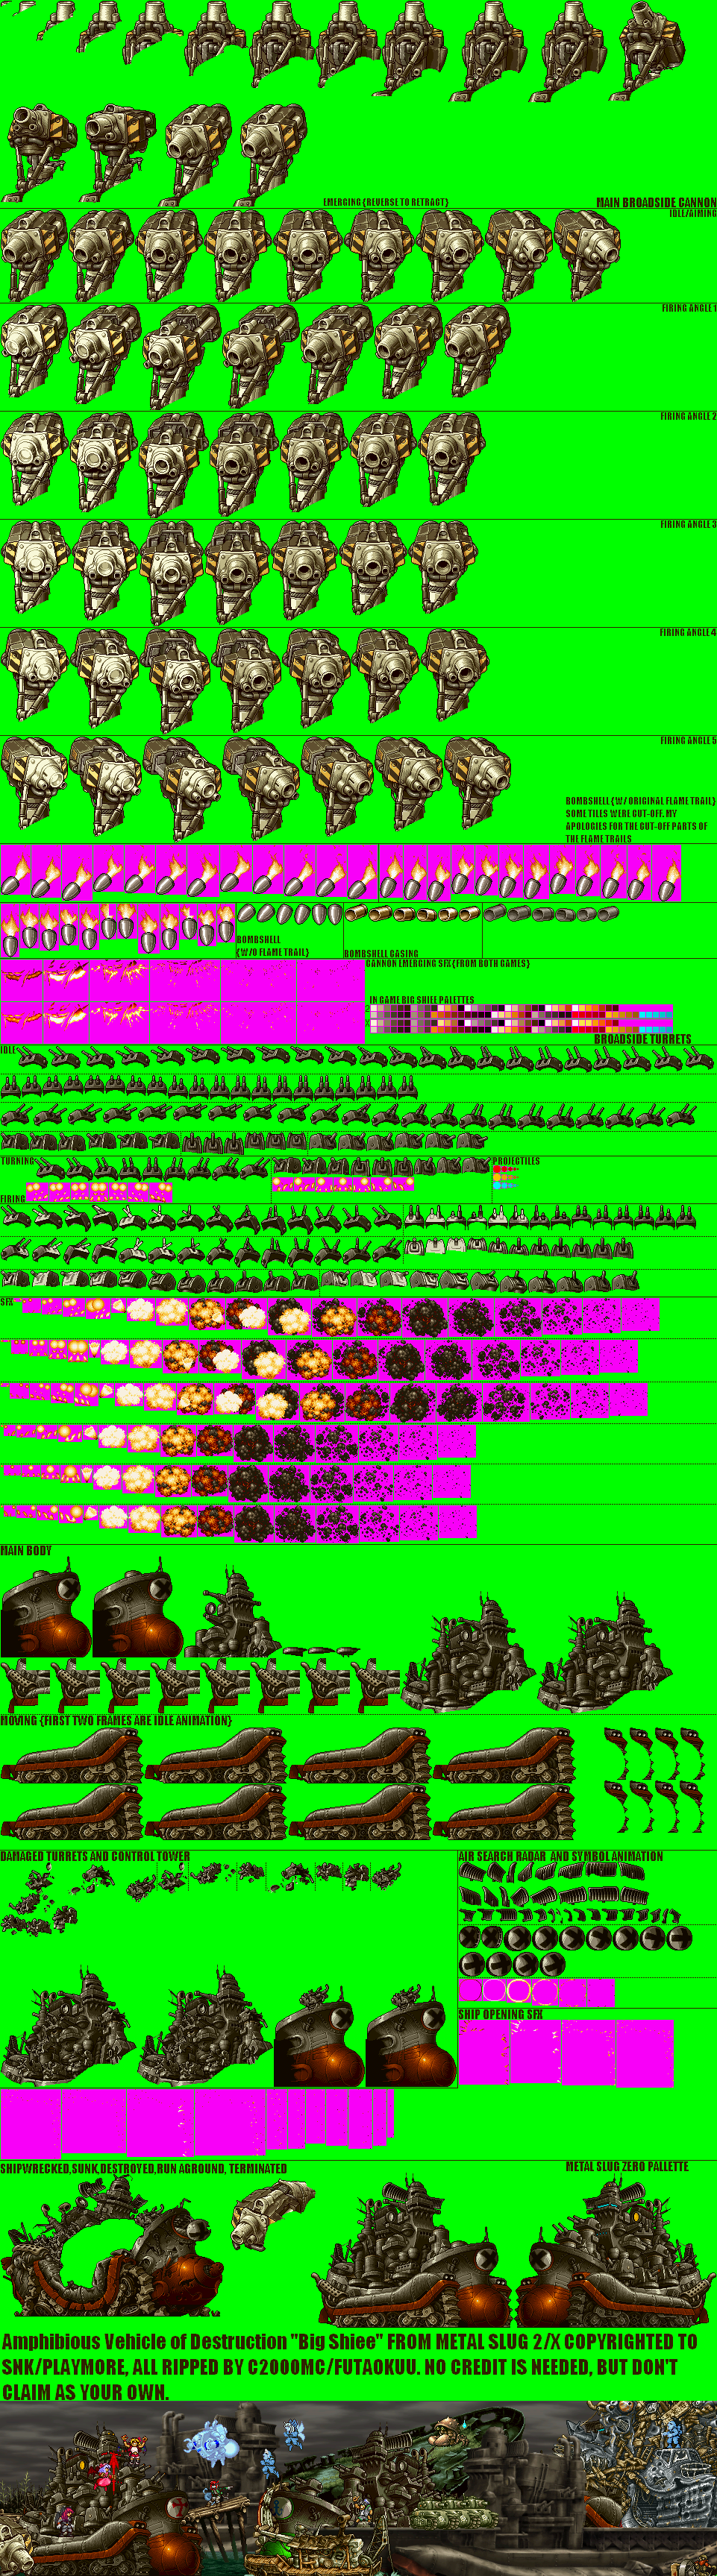 EMERGING (REVERSE TO RETRACT)
MAIN BROADSIDE CANNON
IDLE/AIMING
FIRING ANGLE 1
FIRING ANGLE 2
FIRING ANGLE 3
FIRING ANGLE 4
FIRING ANGLE 5
BOMBSHELL (W/ ORIGINAL FLAME TRAIL)
SOME TILES WERE CUT-OFF. MY
APOLOGIES FOR THE CUT-OFF PARTS OF
THE FLAME TRAILS
BOMBSHELL
(W/O FLAME TRAIL)
BOMBSHELL CASING
CANNON EMERGING SFX(FROM BOTH GAMES)
IN GAME BIG SHIEE PALETTES
BROADSIDE TURRETS
IDLE
TURNING
PROJECTILES
FIRING
SFX
MAIN BODY
MOVING (FIRST TWO FRAMES ARE IDLE ANIMATION)
DAMAGED TURRETS AND CONTROL TOWER
AIR SEARCH RADAR AND SYMBOL ANIMATION
SHIP OPENING SFX
SHIPWRECKED,SUNK,DESTROYED,RUN AGROUND, TERMINATED
METAL SLUG ZERO PALLETTE
Amphibious Vehicle of Destruction "Big Shiee" FROM METAL SLUG 2/X COPYRIGHTED TO
SNK/PLAYMORE, ALL RIPPED BY C2000MC/FUTAOKUU. NO CREDIT IS NEEDED, BUT DON'T
CLAIM AS YOUR OWN.